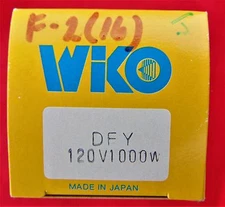 F-2(16)
WIKO
DFY
120V1000W
MADE IN JAPAN